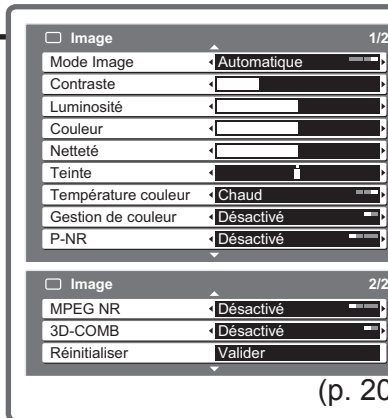 Image 1/2
Mode Image Automatique
Contraste
Luminosité
Couleur
Netteté
Teinte
Température couleur Chaud
Gestion de couleur Désactivé
P-NR Désactivé
Image 2/2
MPEG NR Désactivé
3D-COMB Désactivé
Réinitialiser Valider
(p. 20